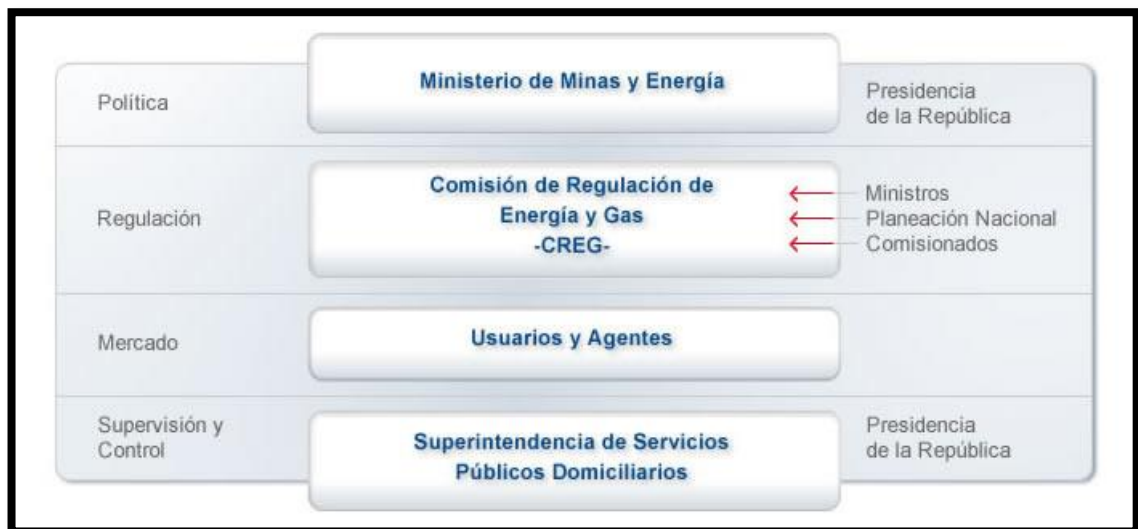 Política
Ministerio de Minas y Energía
Presidencia
de la República
Regulación
Comisión de Regulación de
Energía y Gas
-CREG-
Ministros
Planeación Nacional
Comisionados
Mercado
Usuarios y Agentes
Supervisión y
Control
Superintendencia de Servicios
Públicos Domiciliarios
Presidencia
de la República